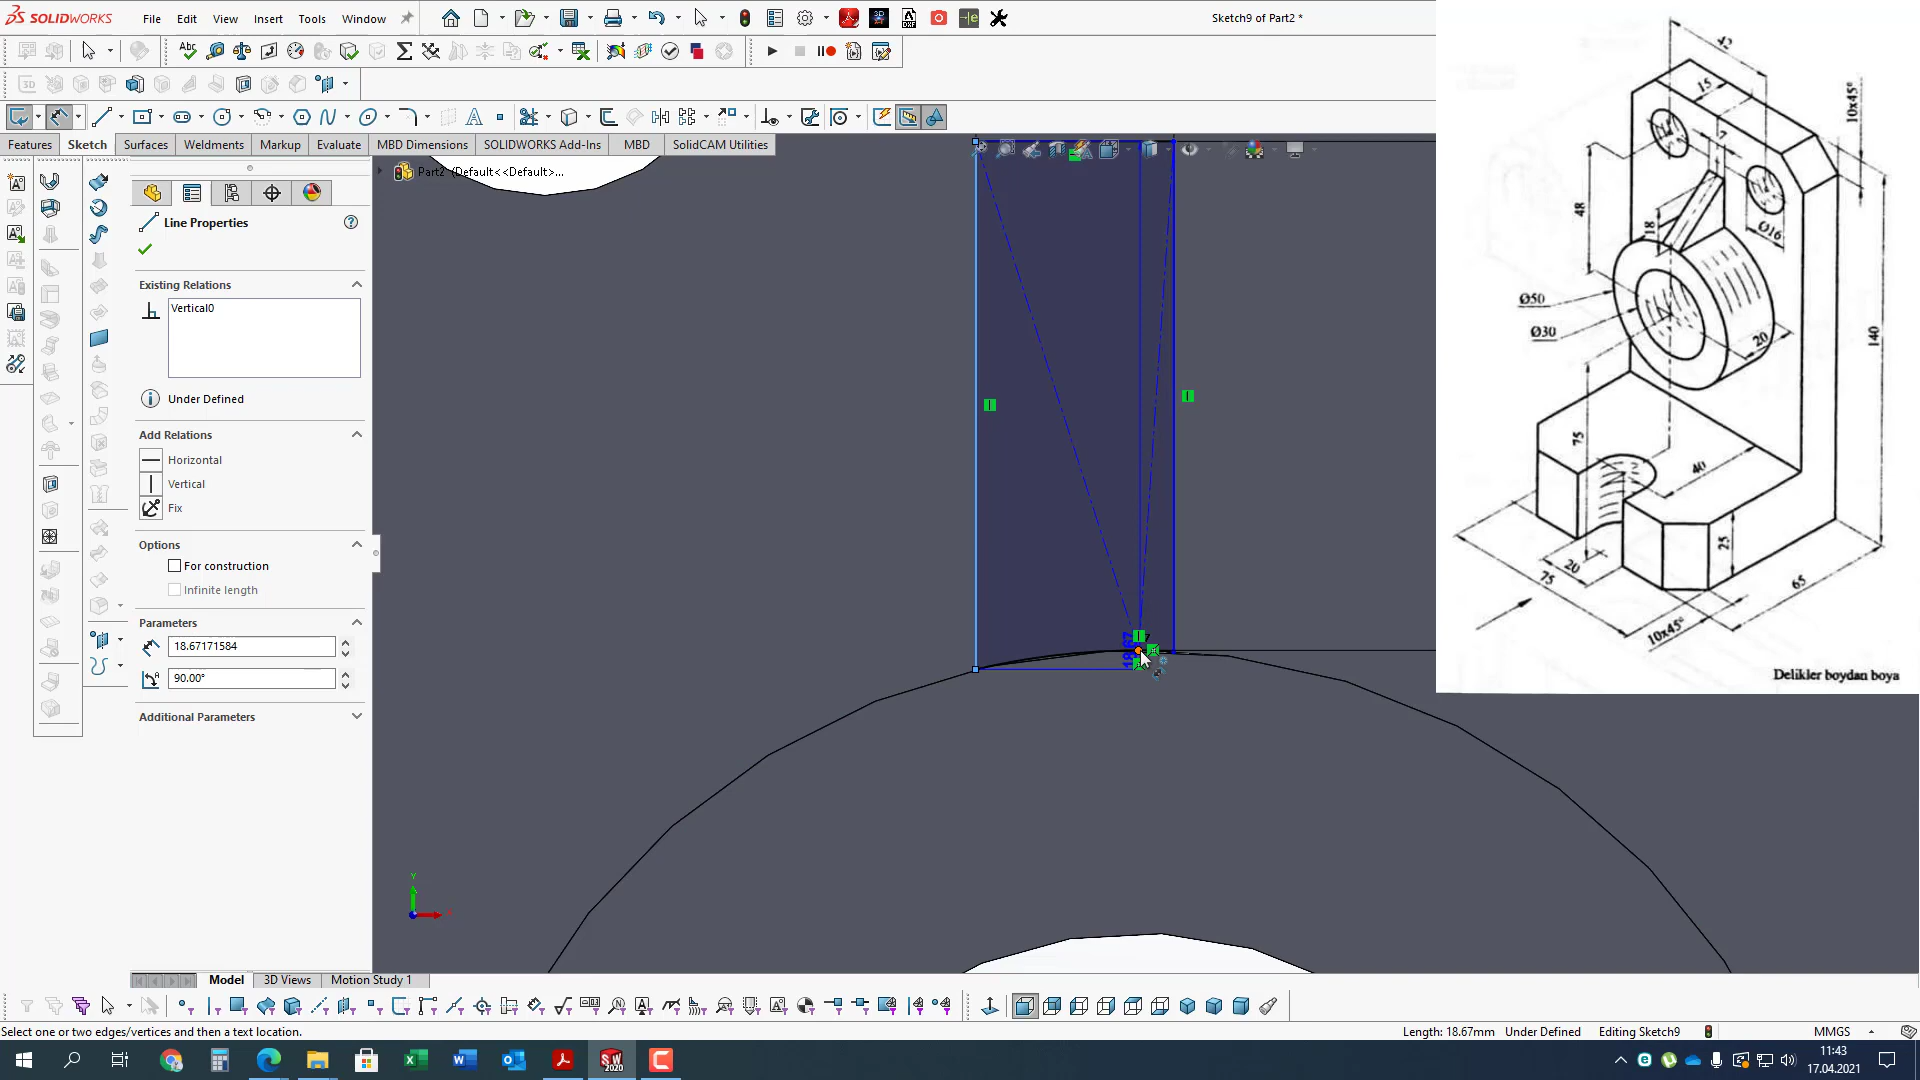 SOLIDWORKS
File
Edit
View
Insert
Tools
Window
Sketch9 of Part2 *
Features
Sketch
Surfaces
Weldments
Markup
Evaluate
MBD Dimensions
SOLIDWORKS Add-Ins
MBD
SolidCAM Utilities
Part2 (Default<<Default>...
Line Properties
Existing Relations
Vertical0
Under Defined
Add Relations
Horizontal
Vertical
Fix
Options
For construction
Infinite length
Parameters
18.67171584
90.00°
Additional Parameters
18.67
Y
42
15
10x45°
7
48
18
Ø16
Ø50
Ø30
20
140
75
40
25
20
75
65
10x45°
Delikler boydan boya
Model
3D Views
Motion Study 1
Select one or two edges/vertices and then a text location.
Length: 18.67mm
Under Defined
Editing Sketch9
MMGS
11:43
17.04.2021